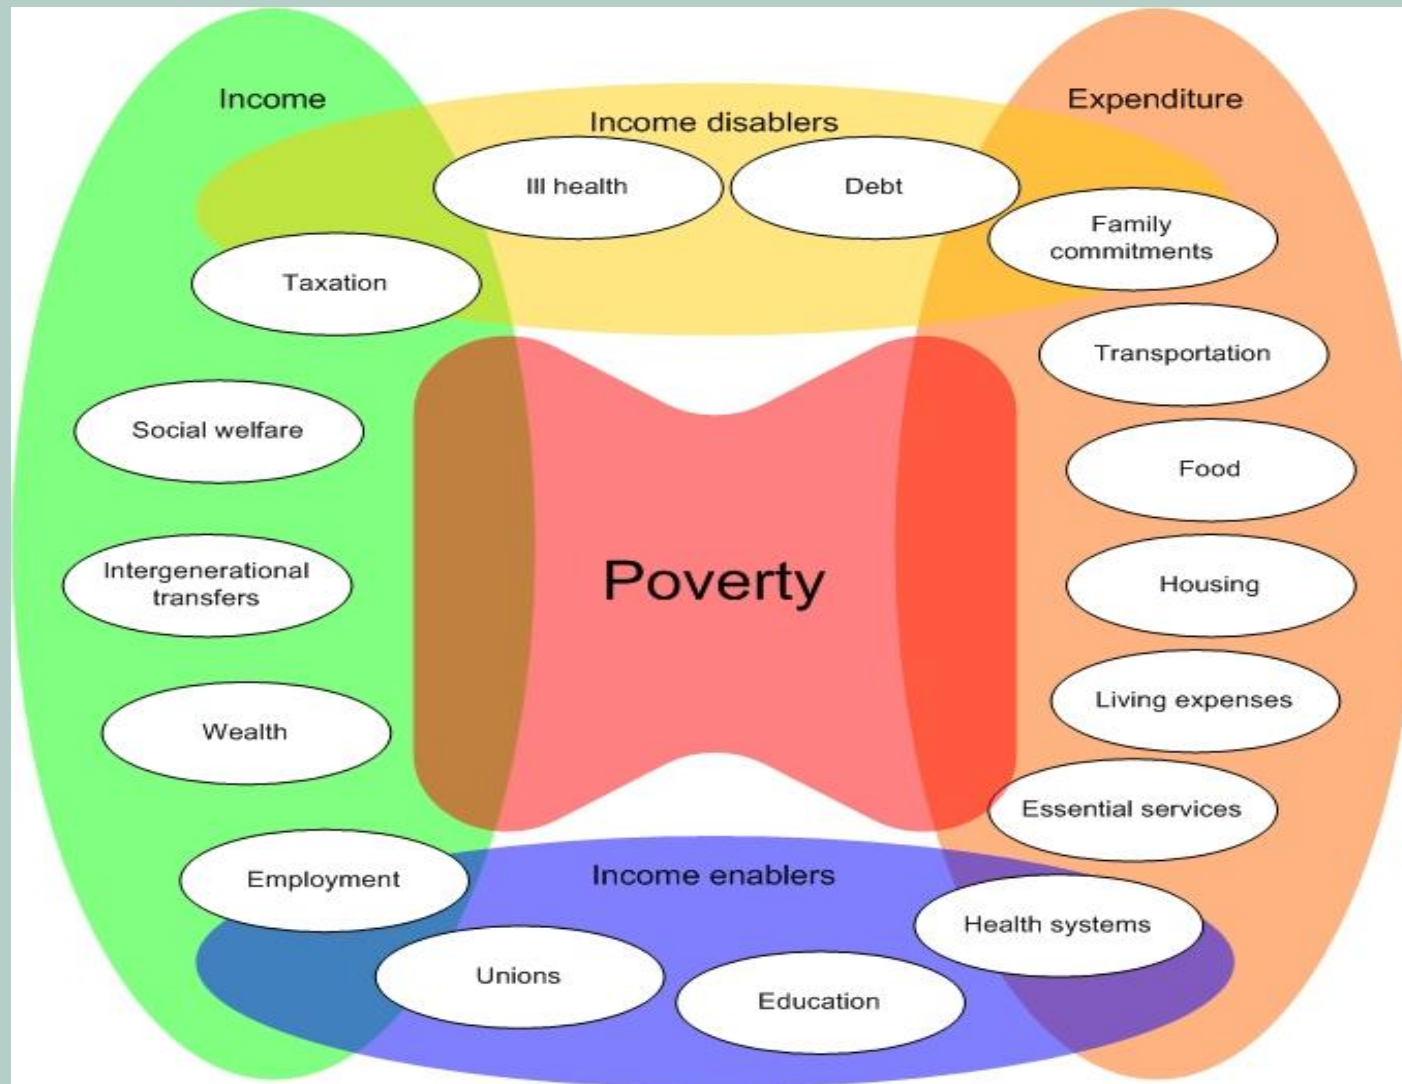 Income
Expenditure
Income disablers
Ill health
Debt
Family
commitments
Taxation
Transportation
Social welfare
Food
Intergenerational
transfers
Poverty
Housing
Wealth
Living expenses
Essential services
Employment
Income enablers
Health systems
Unions
Education